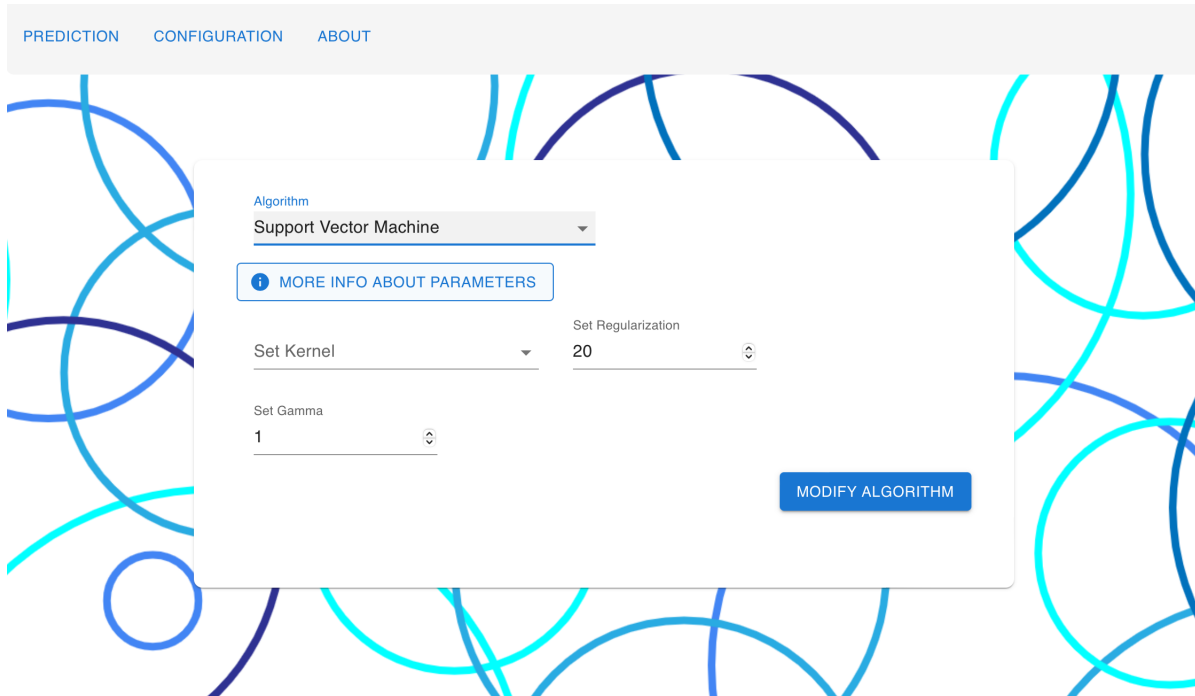 PREDICTION CONFIGURATION ABOUT
Algorithm
Support Vector Machine
MORE INFO ABOUT PARAMETERS
Set Kernel
Set Regularization
20
Set Gamma
1
MODIFY ALGORITHM